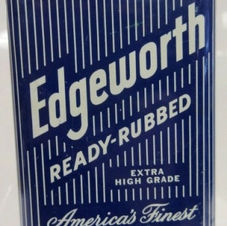 Edgeworth
READY-RUBBED
EXTRA
HIGH GRADE
America's Finest